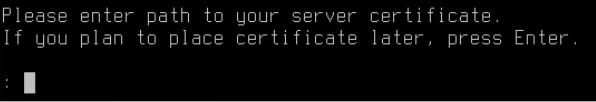 Please enter path to your server certificate.
If you plan to place certificate later, press Enter.
: